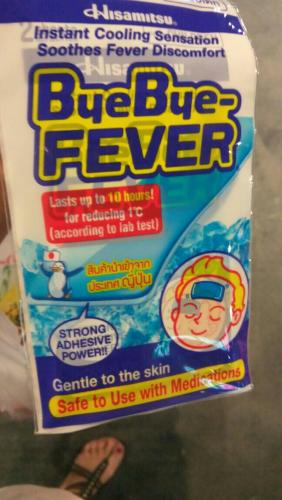 Hisamitsu
Instant Cooling Sensation
Soothes Fever Discomfort
Hisamitsu
ByeBye-
FEVER
Lasts up to 10 hours!
for reducing 1°C
(according to lab test)
สินค้านำเข้าจาก
ประเทศ ญี่ปุ่น
STRONG
ADHESIVE
POWER!!
Gentle to the skin
Safe to Use with Medications